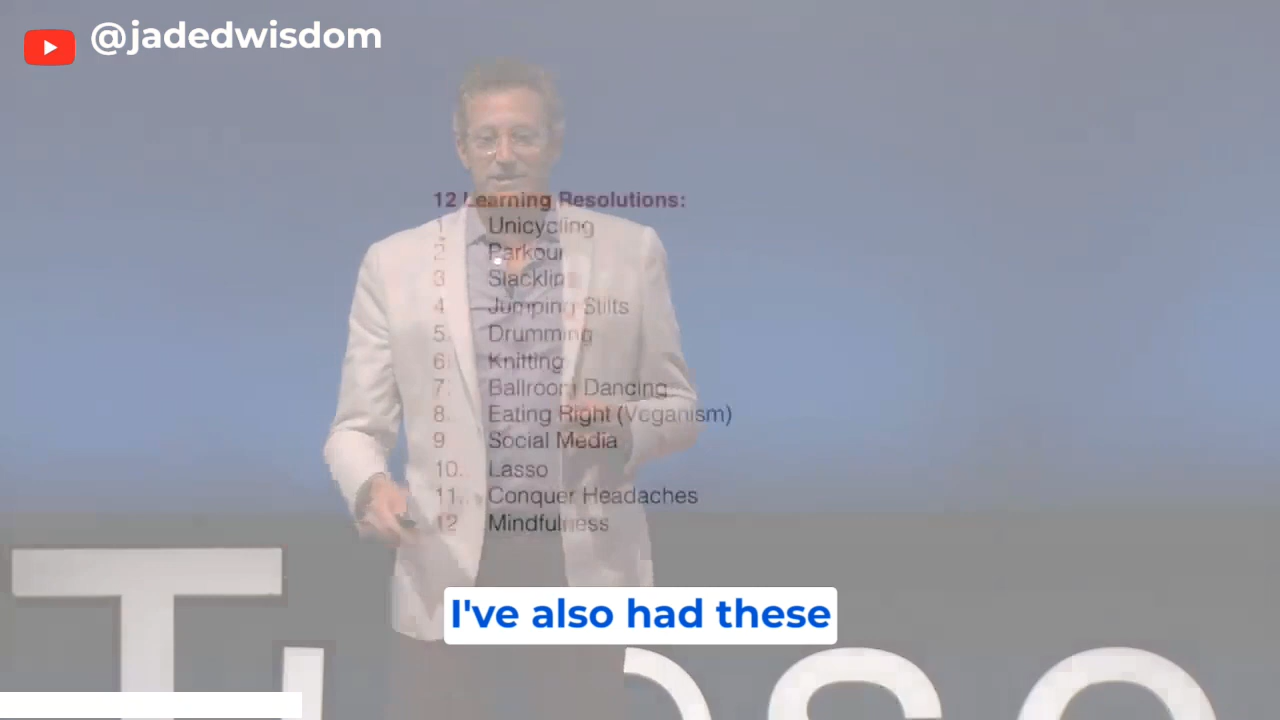 @jadedwisdom
12 Learning Resolutions:
1. Unicycling
2. Parkour
3. Slackline
4. Jumping Stilts
5. Drumming
6. Knitting
7. Ballroom Dancing
8. Eating Right (Veganism)
9. Social Media
10. Lasso
11. Conquer Headaches
12. Mindfulness
I've also had these